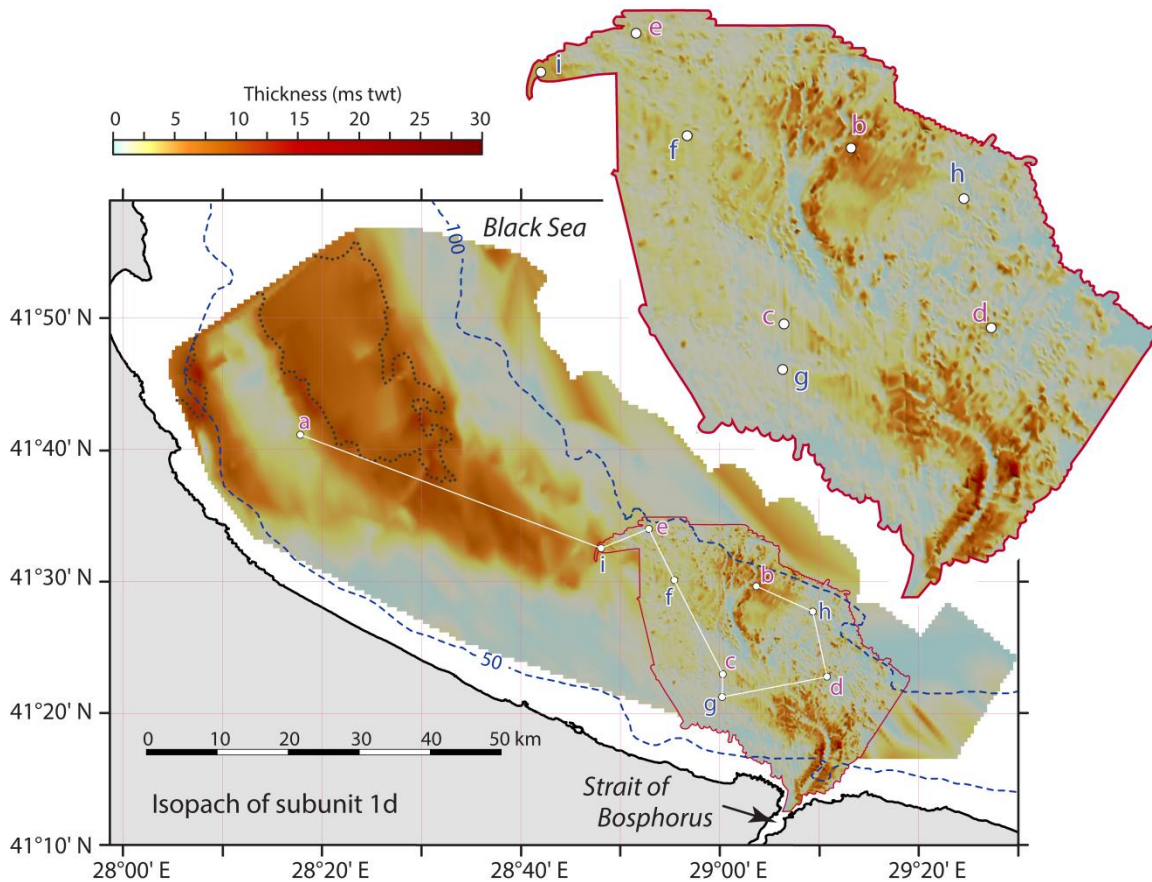 e
i
Thickness (ms twt)
0 5 10 15 20 25 30
b
f
h
Black Sea
100
41°50' N
c
d
g
a
41°40' N
e
i
41°30' N
b
f
h
50
c
d
g
41°20' N
0 10 20 30 40 50 km
Isopach of subunit 1d
Strait of
Bosphorus
41°10' N
28°00' E 28°20' E 28°40' E 29°00' E 29°20' E